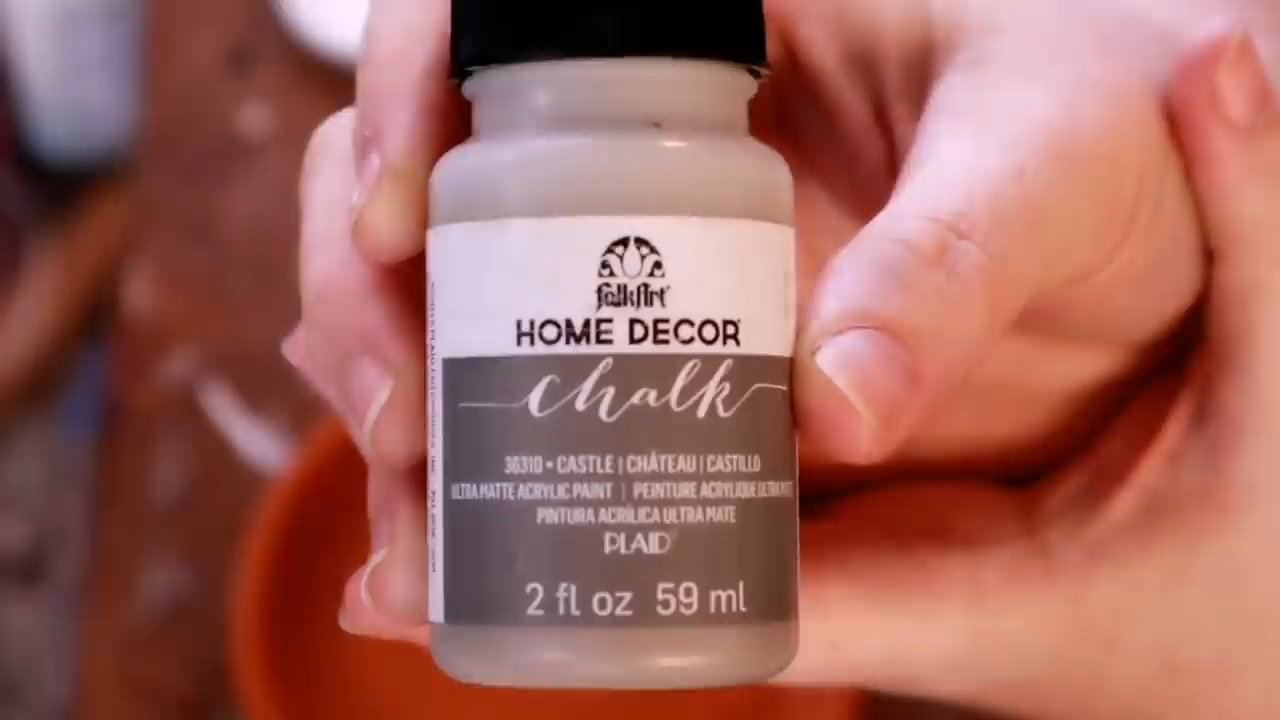 folkArt
HOME DECOR
chalk
36310 • CASTLE | CHÂTEAU | CASTILLO
ULTRA MATTE ACRYLIC PAINT | PEINTURE ACRYLIQUE ULTRA
PINTURA ACRÍLICA ULTRA MATE
PLAID
2 fl oz 59 ml